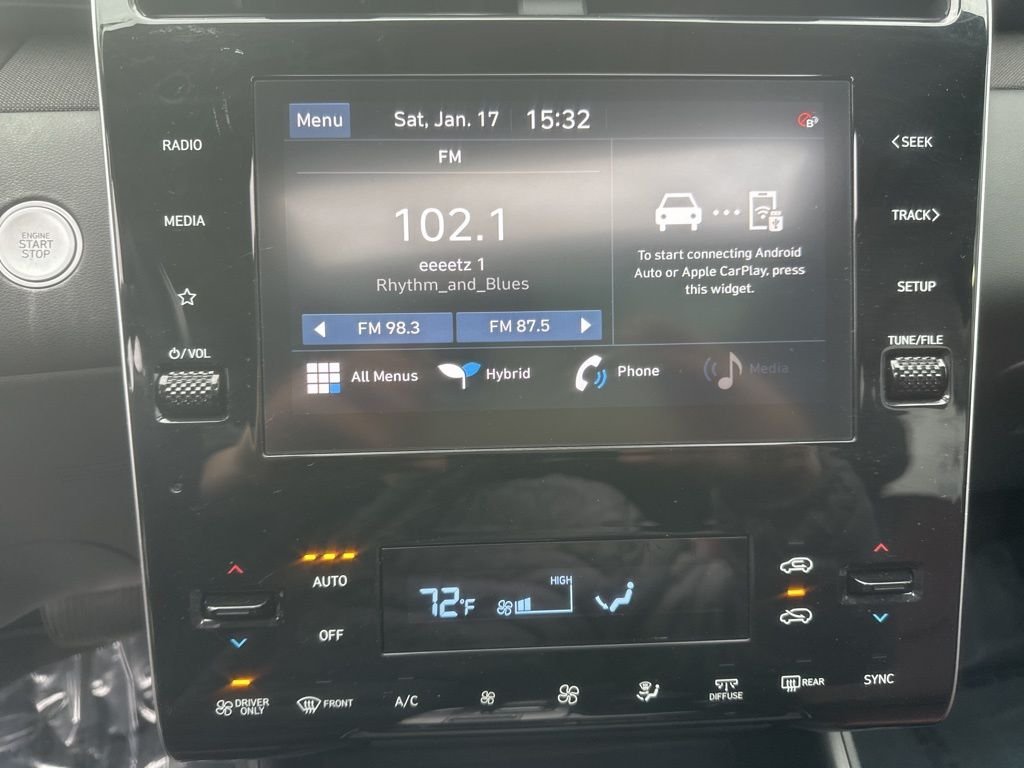 Menu
Sat, Jan. 17
15:32
B
FM
102.1
eeeetz 1
Rhythm_and_Blues
FM 98.3
FM 87.5
To start connecting Android
Auto or Apple CarPlay, press
this widget.
All Menus
Hybrid
Phone
Media
ENGINE
START
STOP
RADIO
MEDIA
/VOL
<SEEK
TRACK>
SETUP
TUNE/FILE
AUTO
OFF
72°F
HIGH
DRIVER
ONLY
FRONT
A/C
DIFFUSE
REAR
SYNC